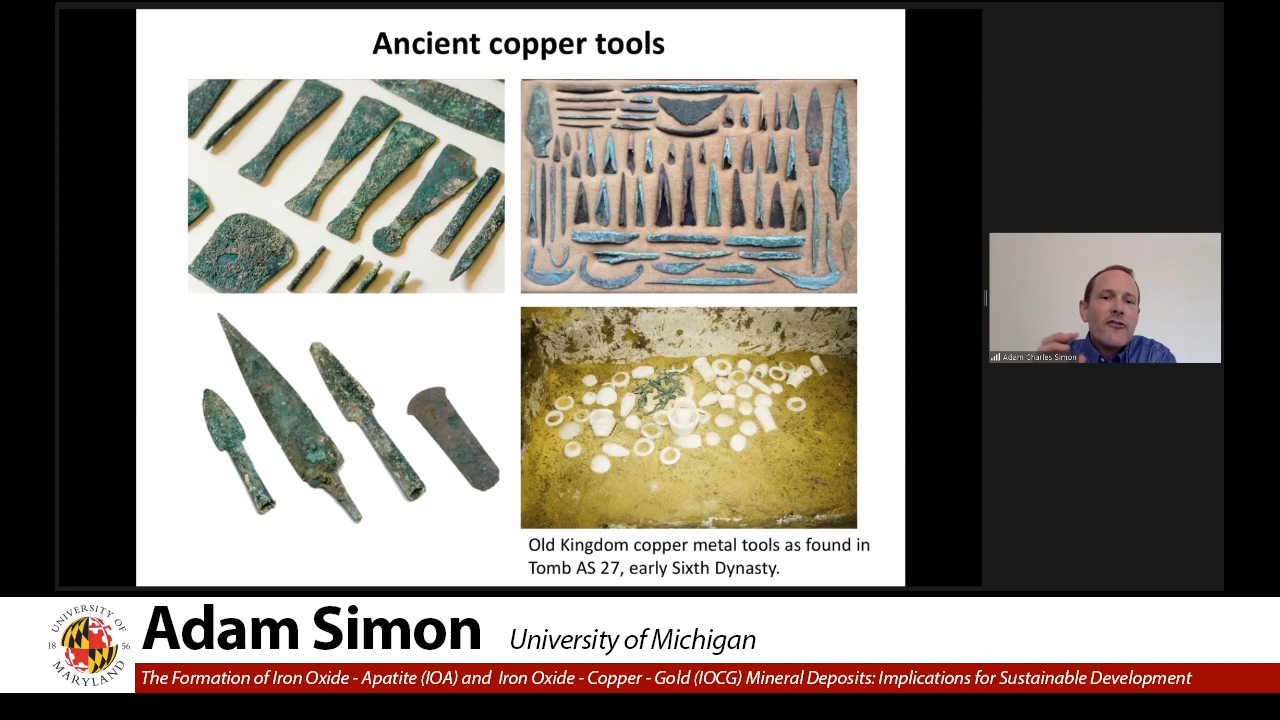 Ancient copper tools
Old Kingdom copper metal tools as found in
Tomb AS 27, early Sixth Dynasty.
Adam Charles Simon
UNIVERSITY OF
18 56
MARYLAND
Adam Simon University of Michigan
The Formation of Iron Oxide - Apatite (IOA) and Iron Oxide - Copper - Gold (IOCG) Mineral Deposits: Implications for Sustainable Development